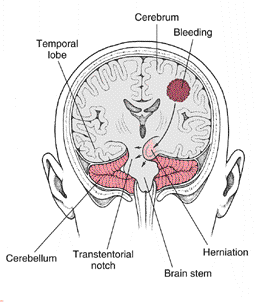 Cerebrum
Bleeding
Temporal
lobe
Cerebellum
Transtentorial
notch
Brain stem
Herniation